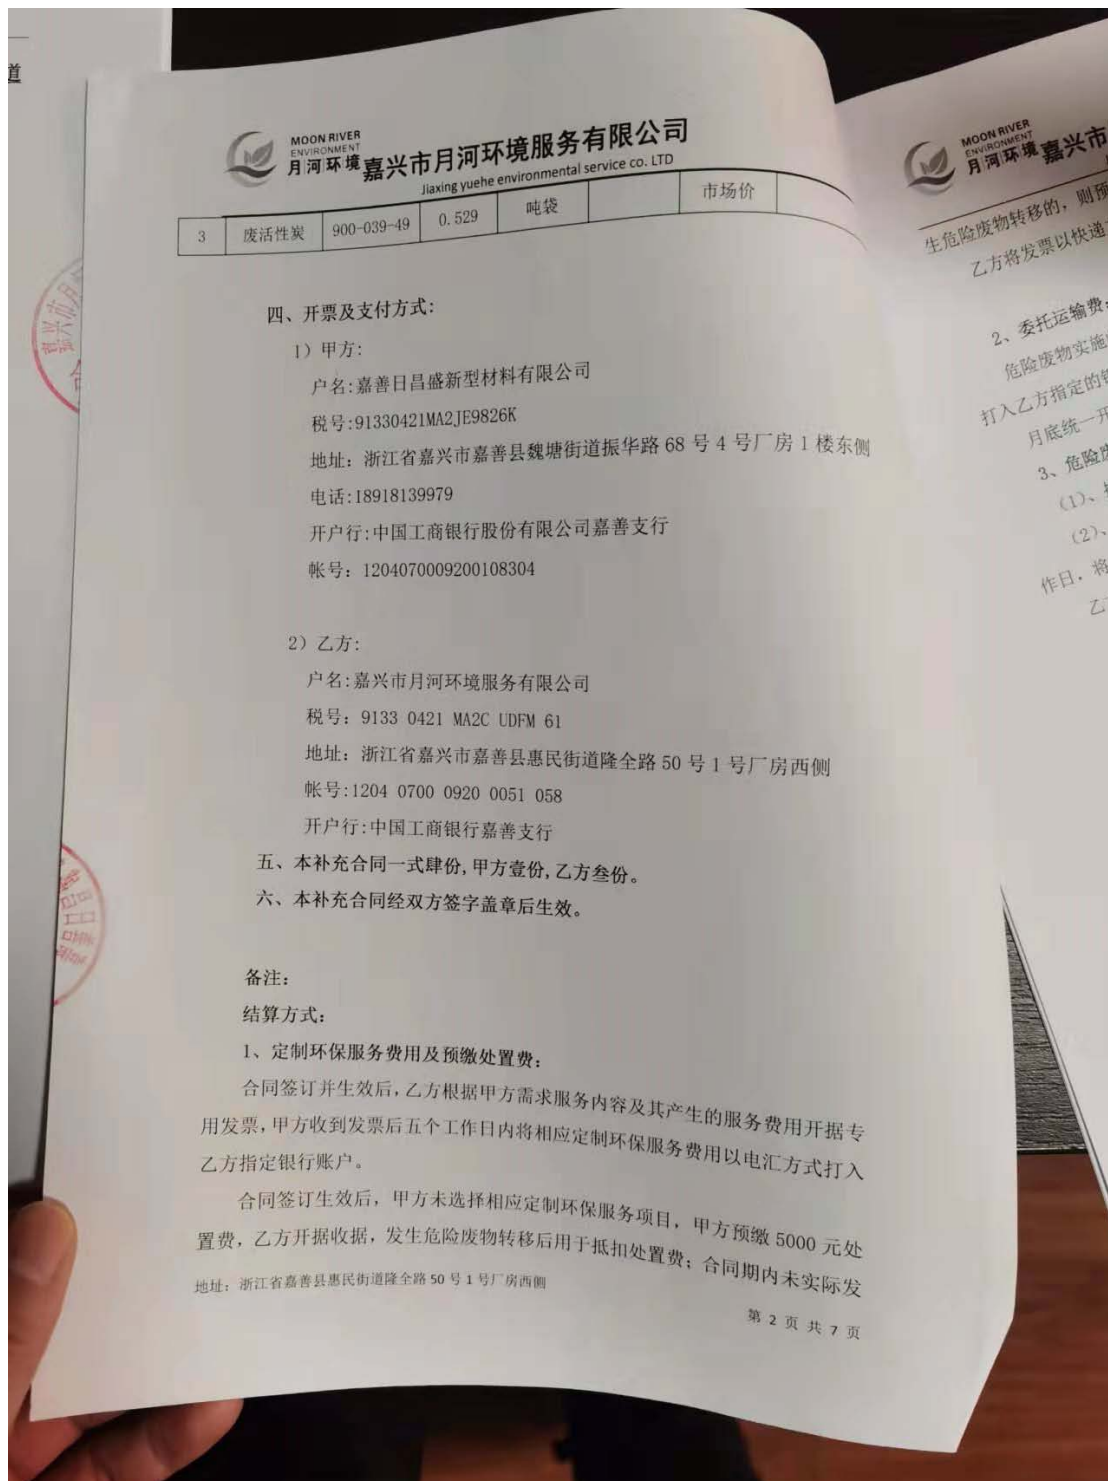 道
MOON RIVER
ENVIRONMENT
月河环境
嘉兴市月河环境服务有限公司
Jiaxing yuehe environmental service co. LTD
3 废活性炭 900-039-49 0.529 吨袋 市场价
四、开票及支付方式:
1）甲方:
户名:嘉善日昌盛新型材料有限公司
税号:91330421MA2JE9826K
地址：浙江省嘉兴市嘉善县魏塘街道振华路 68 号 4 号厂房 1 楼东侧
电话:18918139979
开户行:中国工商银行股份有限公司嘉善支行
帐号：1204070009200108304
2）乙方:
户名:嘉兴市月河环境服务有限公司
税号：9133 0421 MA2C UDFM 61
地址：浙江省嘉兴市嘉善县惠民街道隆全路 50 号 1 号厂房西侧
帐号:1204 0700 0920 0051 058
开户行:中国工商银行嘉善支行
五、本补充合同一式肆份,甲方壹份,乙方叁份。
六、本补充合同经双方签字盖章后生效。
备注：
结算方式：
1、定制环保服务费用及预缴处置费：
合同签订并生效后，乙方根据甲方需求服务内容及其产生的服务费用开据专
用发票，甲方收到发票后五个工作日内将相应定制环保服务费用以电汇方式打入
乙方指定银行账户。
合同签订生效后，甲方未选择相应定制环保服务项目，甲方预缴 5000 元处
置费，乙方开据收据，发生危险废物转移后用于抵扣处置费；合同期内未实际发
地址：浙江省嘉善县惠民街道隆全路 50 号 1 号厂房西侧
第 2 页 共 7 页
MOON RIVER
ENVIRONMENT
月河环境
嘉兴市
生危险废物转移的，则预
乙方将发票以快递
2、委托运输费：
危险废物实施
打入乙方指定的银
月底统一开
3、危险废
（1）、
（2）、
作日，将
乙
嘉兴市月